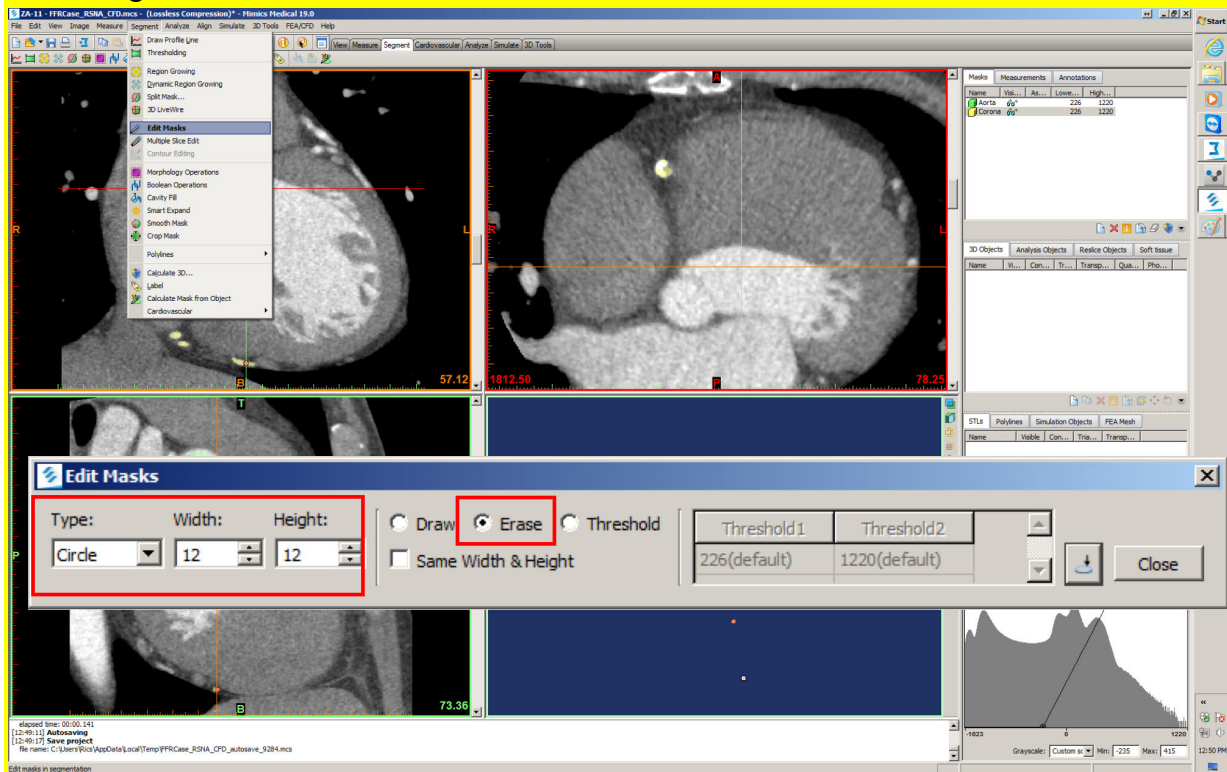 ZA-11 - FFRCase_RSNA_CFD.mcs - (Lossless Compression)* - Mimics Medical 19.0
File Edit View Image Measure Segment Analyze Align Simulate 3D Tools FEA/CFD Help
Start
View Measure Segment Cardiovascular Analyze Simulate 3D Tools
Draw Profile Line
Thresholding
Region Growing
Dynamic Region Growing
Split Mask...
3D LiveWire
Edit Masks
Multiple Slice Edit
Contour Editing
Morphology Operations
Boolean Operations
Cavity Fill
Smart Expand
Smooth Mask
Crop Mask
Polylines
Calculate 3D...
Label
Calculate Mask from Object
Cardiovascular
R
L
B
57.12
A
R
L
P
1812.50
78.25
Masks Measurements Annotations
Name Visi... As... Lowe... High...
Aorta 226 1220
Corona 226 1220
3D Objects Analysis Objects Reslice Objects Soft tissue
Name Vi... Con... Tr... Transp... Qua... Pho...
STLs Polylines Simulation Objects FEA Mesh
Name Visible Con... Tria... Transp...
T
P
Edit Masks
Type: Width: Height:
Circle 12 12
Draw Erase Threshold
Same Width & Height
Threshold1 Threshold2
226(default) 1220(default)
Close
B
73.36
elapsed time: 00:00.141
[12:49:11] Autosaving
[12:49:17] Save project
file name: C:\Users\Rics\AppData\Local\Temp\FFRCase_RSNA_CFD_autosave_9284.mcs
Edit masks in segmentation
-1023 0 1220
Grayscale: Custom sc Min: -235 Max: 415
12:50 PM